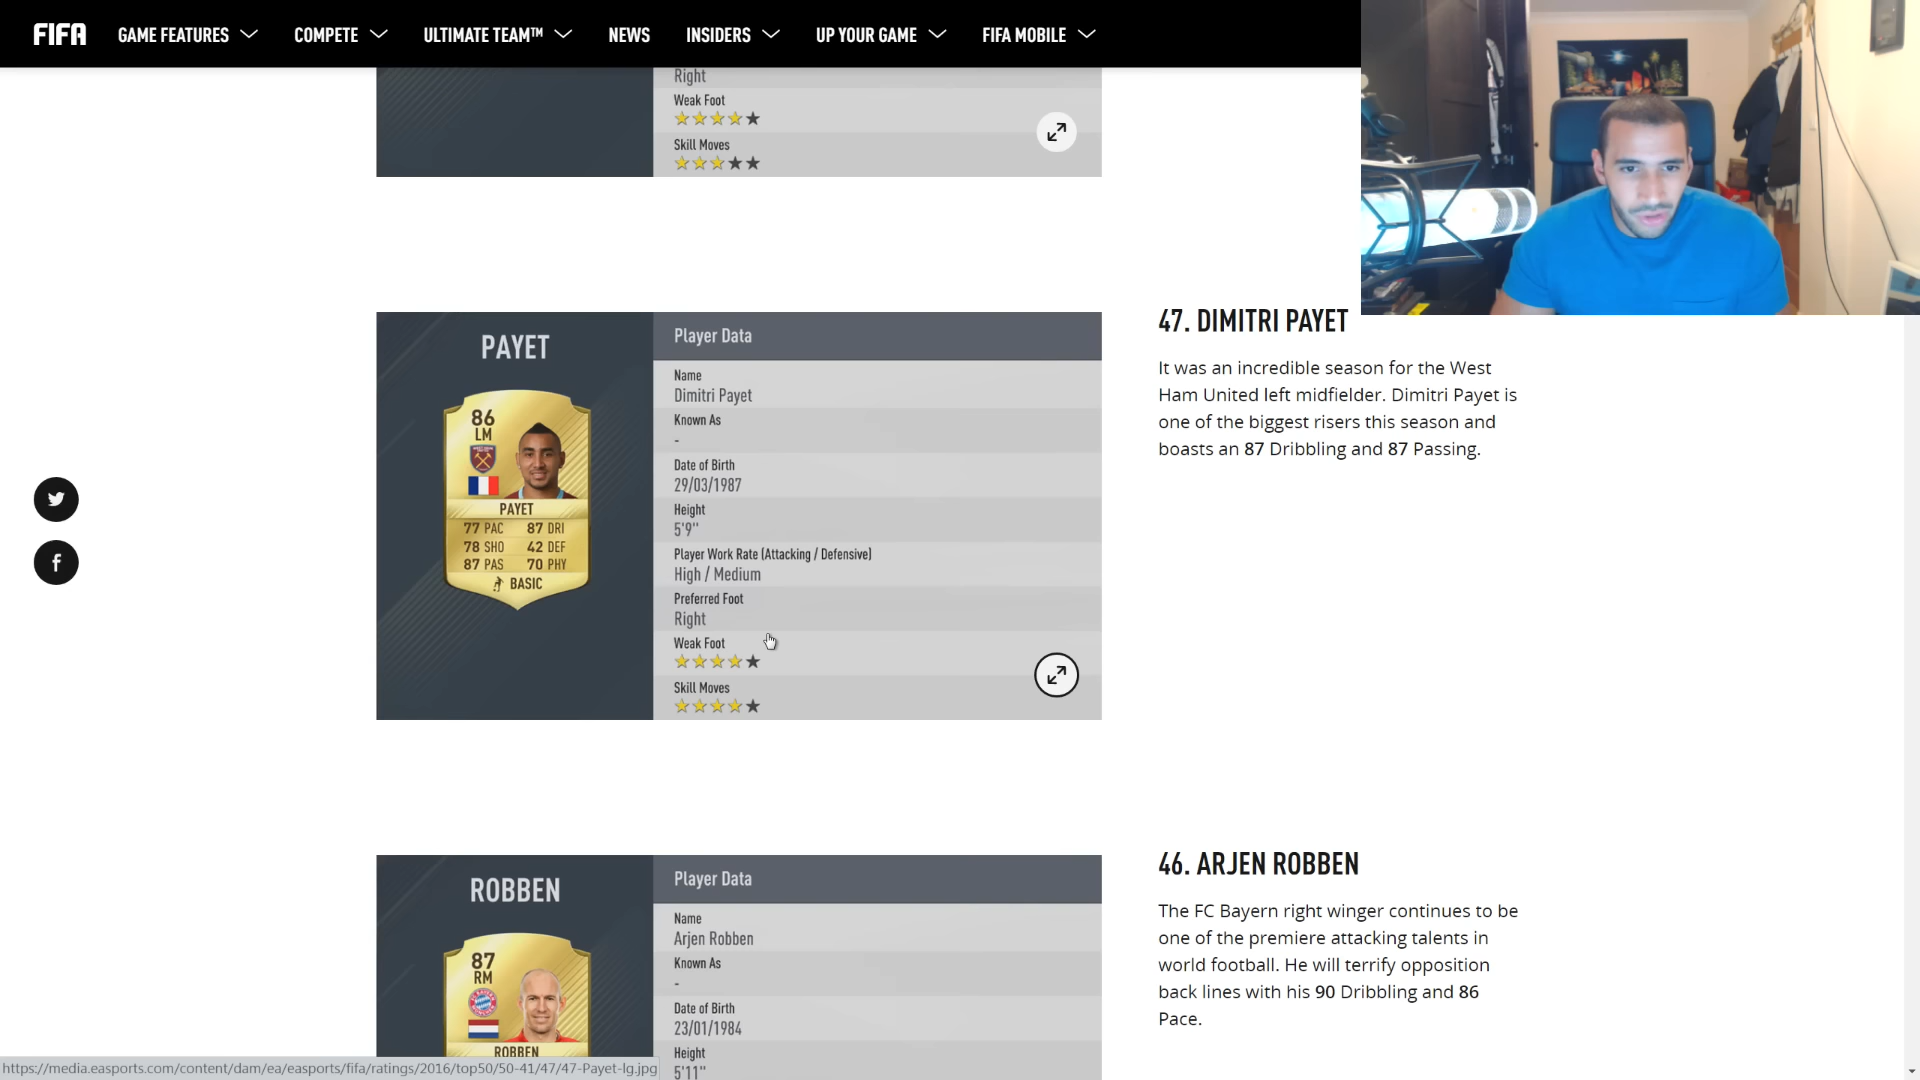 FIFA GAME FEATURES COMPETE ULTIMATE TEAM™ NEWS INSIDERS UP YOUR GAME FIFA MOBILE
Right
Weak Foot
Skill Moves
PAYET
86
LM
PAYET
77 PAC 87 DRI
78 SHO 42 DEF
87 PAS 70 PHY
BASIC
Player Data
Name
Dimitri Payet
Known As
-
Date of Birth
29/03/1987
Height
5'9"
Player Work Rate (Attacking / Defensive)
High / Medium
Preferred Foot
Right
Weak Foot
Skill Moves
47. DIMITRI PAYET
It was an incredible season for the West
Ham United left midfielder. Dimitri Payet is
one of the biggest risers this season and
boasts an 87 Dribbling and 87 Passing.
ROBBEN
87
RM
ROBBEN
Player Data
Name
Arjen Robben
Known As
-
Date of Birth
23/01/1984
Height
5'11"
46. ARJEN ROBBEN
The FC Bayern right winger continues to be
one of the premiere attacking talents in
world football. He will terrify opposition
back lines with his 90 Dribbling and 86
Pace.
https://media.easports.com/content/dam/ea/easports/fifa/ratings/2016/top50/50-41/47/47-Payet-lg.jpg